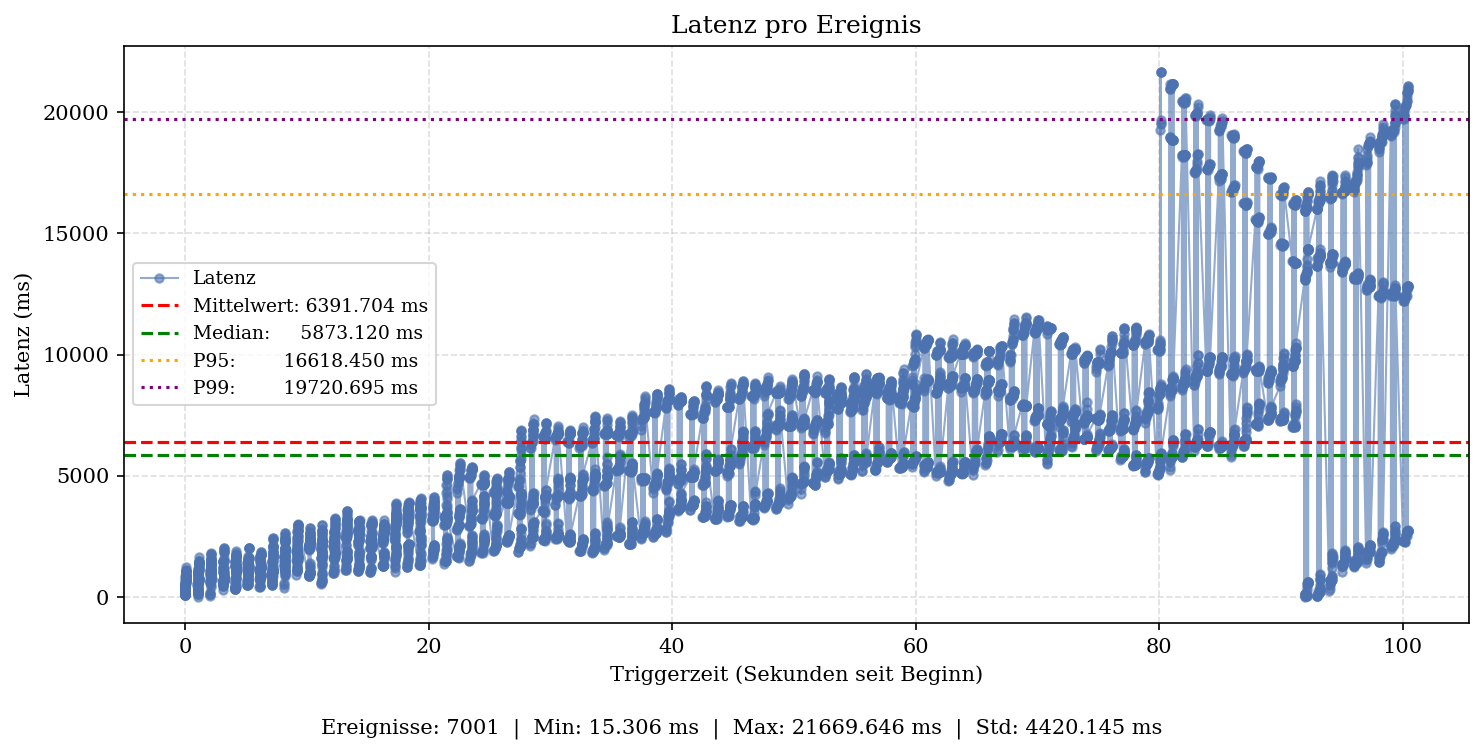 Latenz pro Ereignis
Latenz (ms)
20000
15000
10000
5000
0
Latenz
Mittelwert: 6391.704 ms
Median: 5873.120 ms
P95: 16618.450 ms
P99: 19720.695 ms
0 20 40 60 80 100
Triggerzeit (Sekunden seit Beginn)
Ereignisse: 7001 | Min: 15.306 ms | Max: 21669.646 ms | Std: 4420.145 ms